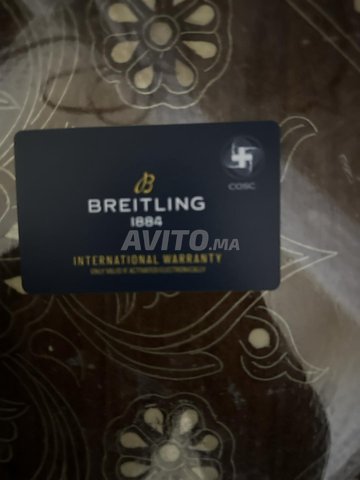 COSC
B
BREITLING
1884
AVITO.MA
INTERNATIONAL WARRANTY
ONLY VALID IF ACTIVATED ELECTRONICALLY